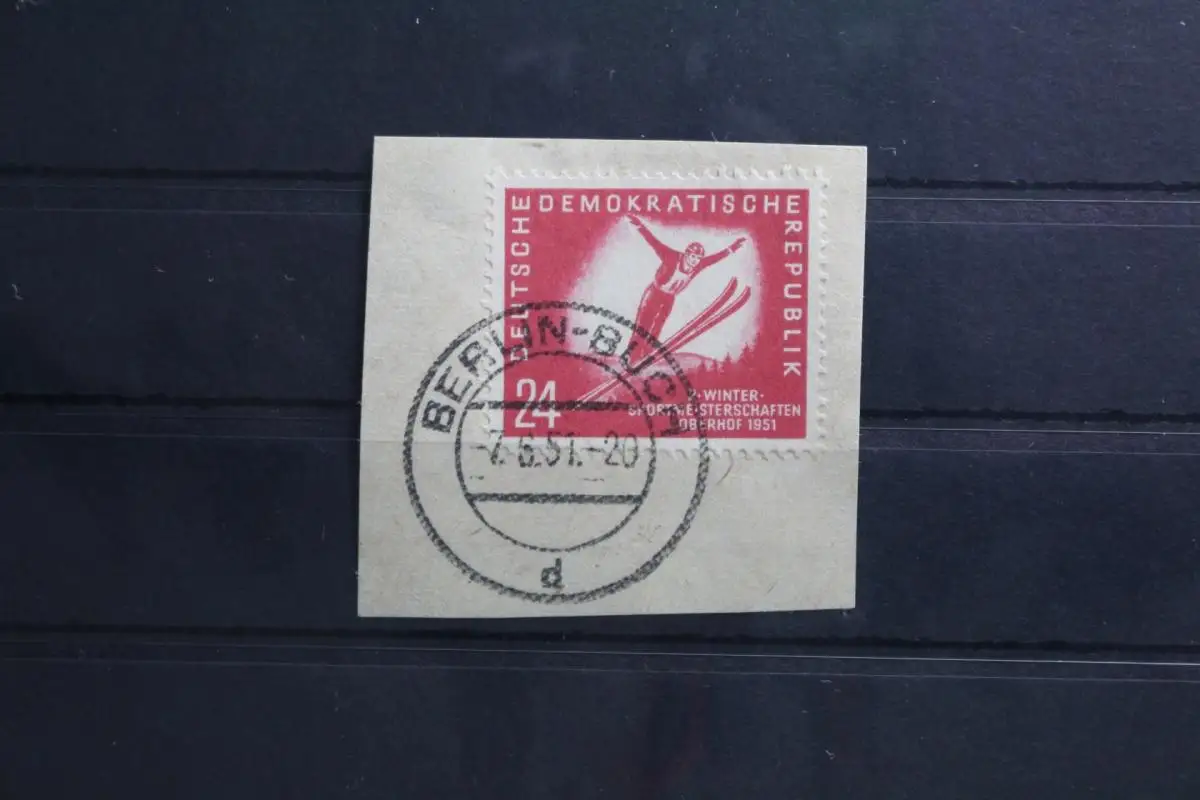 DEUTSCHE DEMOKRATISCHE REPUBLIK
24
WINTER-
SPORTMEISTERSCHAFTEN
OBERHOF 1951
BERLIN-BUCH
-7.6.51.-20
d